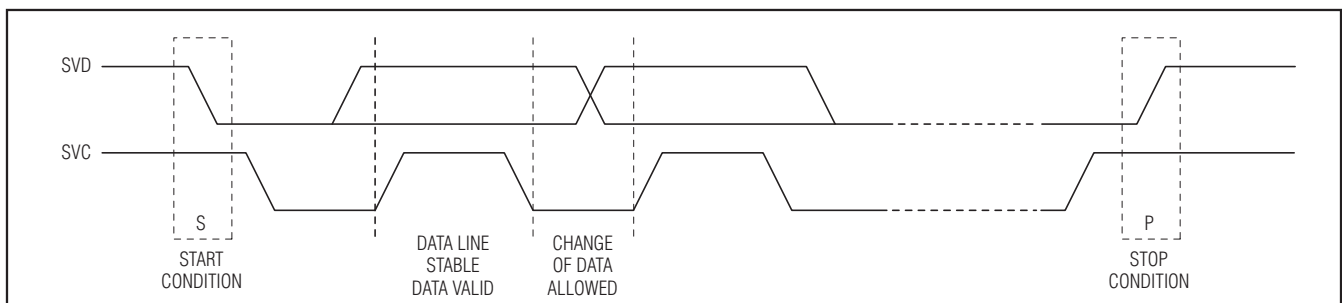 SVD
SVC
S
START
CONDITION
DATA LINE
STABLE
DATA VALID
CHANGE
OF DATA
ALLOWED
P
STOP
CONDITION